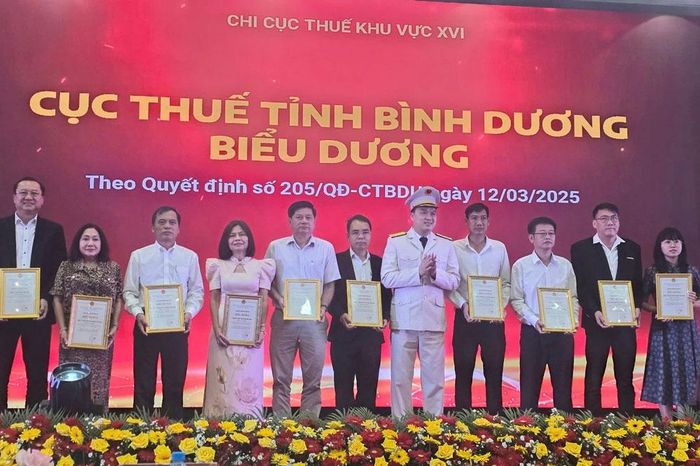 CHI CỤC THUẾ KHU VỰC XVI
CỤC THUẾ TỈNH BÌNH DƯƠNG
BIỂU DƯƠNG
Theo Quyết định số 205/QĐ-CTBDU ngày 12/03/2025